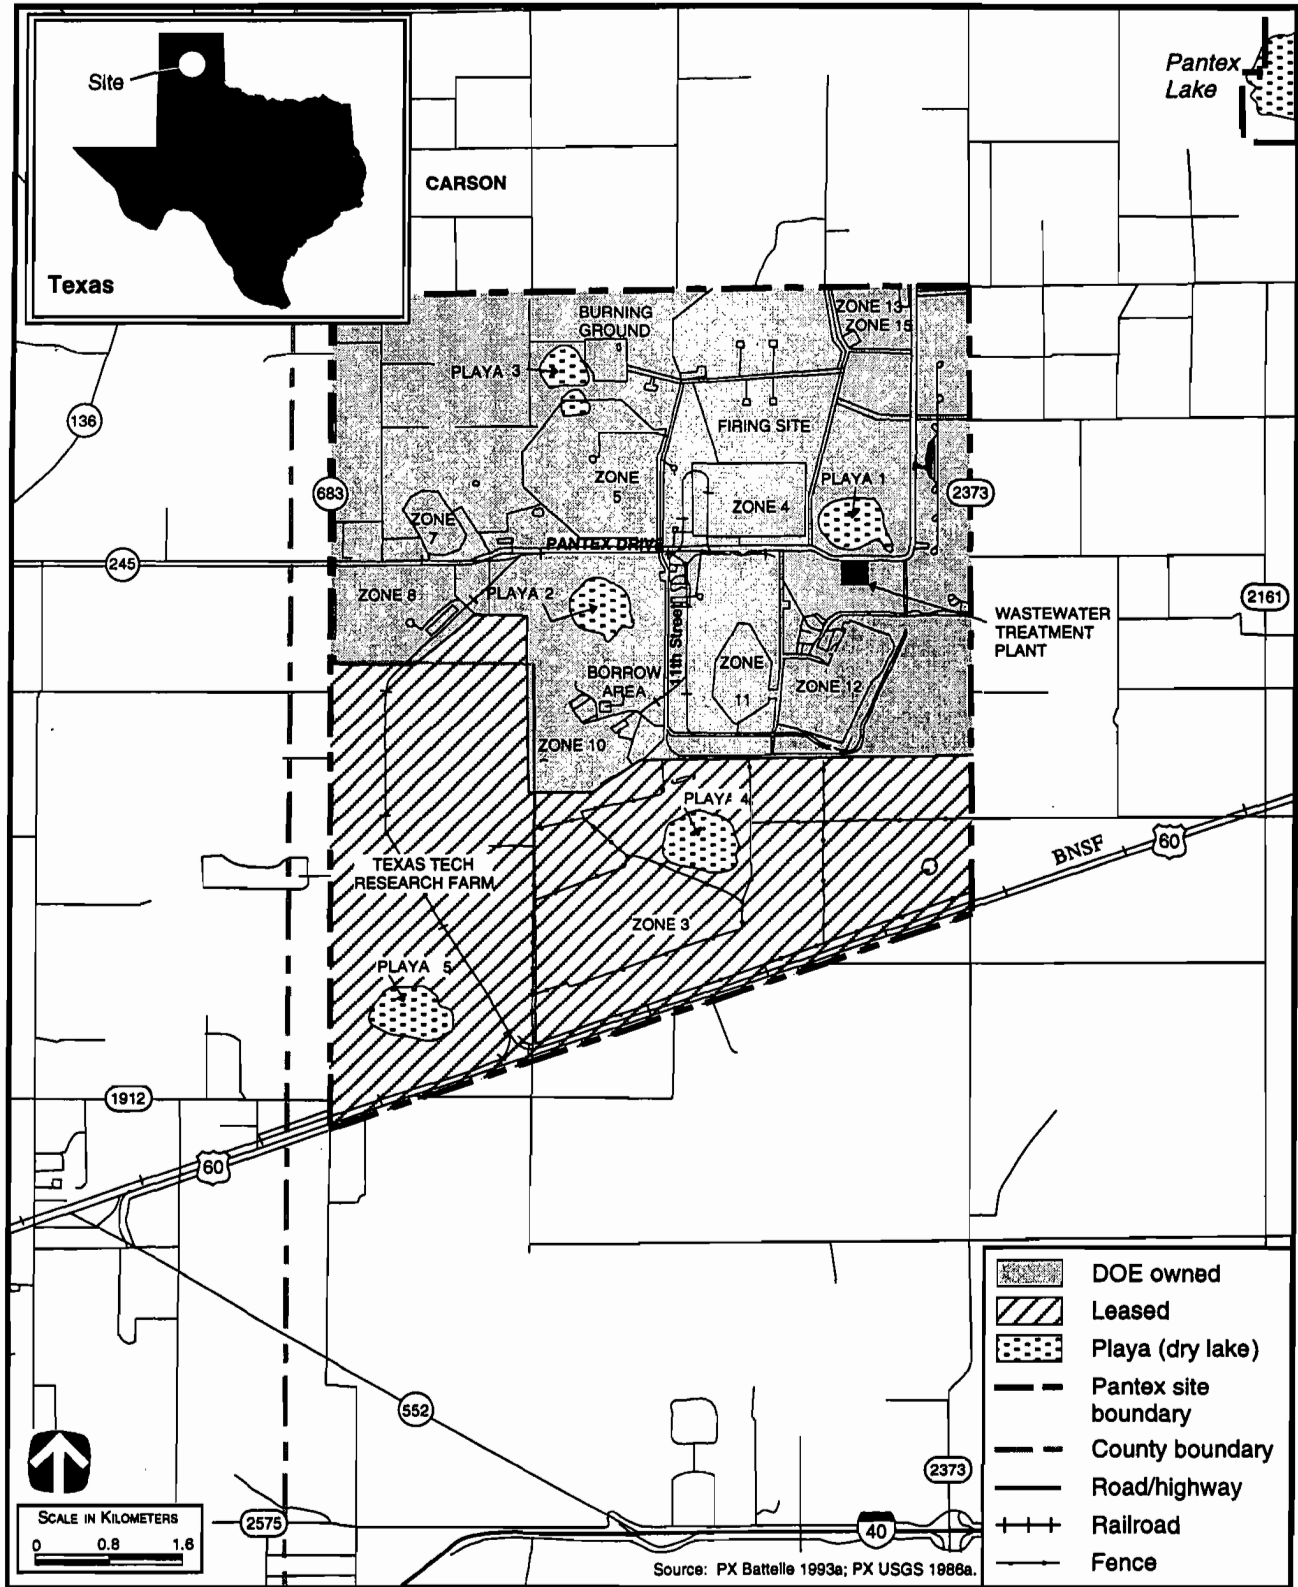 Site
Texas
Pantex
Lake
CARSON
BURNING
GROUND
ZONE 13
ZONE 15
PLAYA 3
136
FIRING SITE
683
ZONE
5
ZONE 4
PLAYA 1
2373
ZONE
7
PANTEX DRIVE
245
ZONE 8
PLAYA 2
2161
WASTEWATER
TREATMENT
PLANT
11th Street
BORROW
AREA
ZONE
11
ZONE 12
ZONE 10
PLAYA 4
BNSF
60
TEXAS TECH
RESEARCH FARM
ZONE 3
PLAYA 5
1912
60
552
2373
2575
40
SCALE IN KILOMETERS
0 0.8 1.6
DOE owned
Leased
Playa (dry lake)
Pantex site
boundary
County boundary
Road/highway
Railroad
Fence
Source: PX Battelle 1993a; PX USGS 1986a.